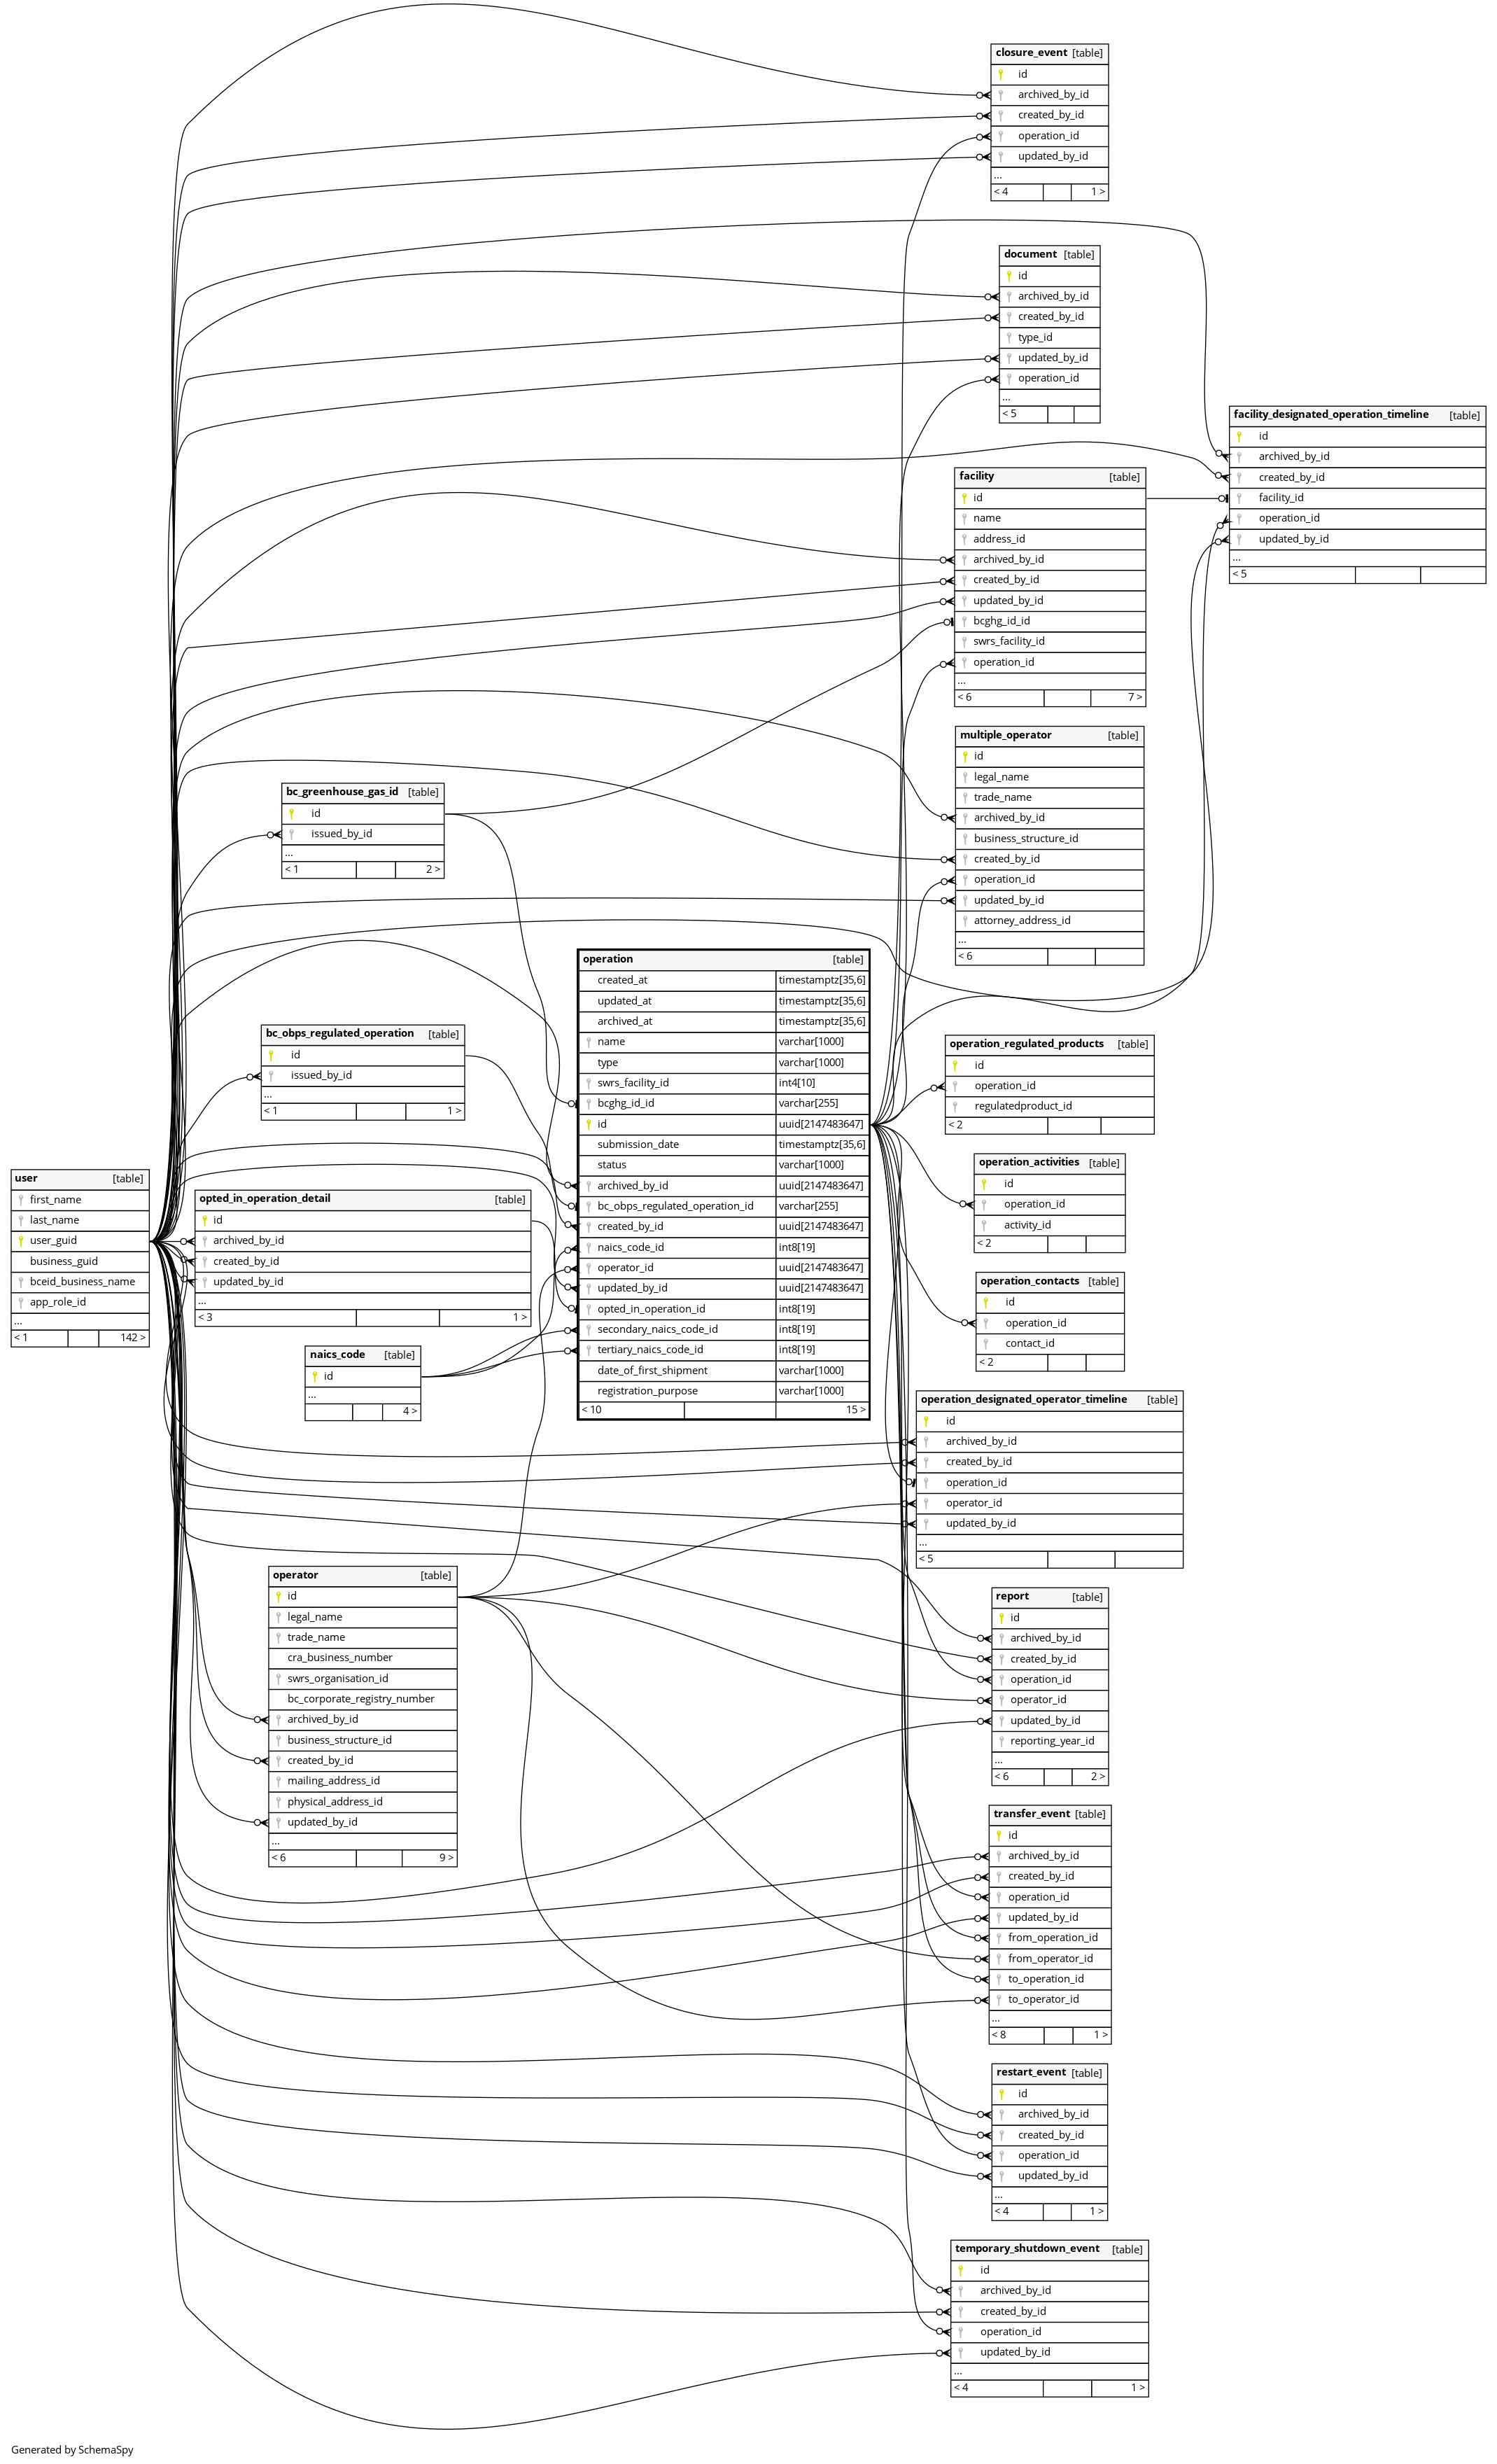 closure_event [table]
id
archived_by_id
created_by_id
operation_id
updated_by_id
...
< 4 1 >
document [table]
id
archived_by_id
created_by_id
type_id
updated_by_id
operation_id
...
< 5
facility_designated_operation_timeline [table]
id
archived_by_id
created_by_id
facility_id
operation_id
updated_by_id
...
< 5
facility [table]
id
name
address_id
archived_by_id
created_by_id
updated_by_id
bcghg_id_id
swrs_facility_id
operation_id
...
< 6 7 >
multiple_operator [table]
id
legal_name
trade_name
archived_by_id
business_structure_id
created_by_id
operation_id
updated_by_id
attorney_address_id
...
< 6
bc_greenhouse_gas_id [table]
id
issued_by_id
...
< 1 2 >
operation [table]
created_at timestamptz[35,6]
updated_at timestamptz[35,6]
archived_at timestamptz[35,6]
name varchar[1000]
type varchar[1000]
swrs_facility_id int4[10]
bcghg_id_id varchar[255]
id uuid[2147483647]
submission_date timestamptz[35,6]
status varchar[1000]
archived_by_id uuid[2147483647]
bc_obps_regulated_operation_id varchar[255]
created_by_id uuid[2147483647]
naics_code_id int8[19]
operator_id uuid[2147483647]
updated_by_id uuid[2147483647]
opted_in_operation_id int8[19]
secondary_naics_code_id int8[19]
tertiary_naics_code_id int8[19]
date_of_first_shipment varchar[1000]
registration_purpose varchar[1000]
< 10 15 >
bc_obps_regulated_operation [table]
id
issued_by_id
...
< 1 1 >
operation_regulated_products [table]
id
operation_id
regulatedproduct_id
< 2
operation_activities [table]
id
operation_id
activity_id
< 2
user [table]
first_name
last_name
user_guid
business_guid
bceid_business_name
app_role_id
...
< 1 142 >
opted_in_operation_detail [table]
id
archived_by_id
created_by_id
updated_by_id
...
< 3 1 >
operation_contacts [table]
id
operation_id
contact_id
< 2
naics_code [table]
id
...
4 >
operation_designated_operator_timeline [table]
id
archived_by_id
created_by_id
operation_id
operator_id
updated_by_id
...
< 5
operator [table]
id
legal_name
trade_name
cra_business_number
swrs_organisation_id
bc_corporate_registry_number
archived_by_id
business_structure_id
created_by_id
mailing_address_id
physical_address_id
updated_by_id
...
< 6 9 >
report [table]
id
archived_by_id
created_by_id
operation_id
operator_id
updated_by_id
reporting_year_id
...
< 6 2 >
transfer_event [table]
id
archived_by_id
created_by_id
operation_id
updated_by_id
from_operation_id
from_operator_id
to_operation_id
to_operator_id
...
< 8 1 >
restart_event [table]
id
archived_by_id
created_by_id
operation_id
updated_by_id
...
< 4 1 >
temporary_shutdown_event [table]
id
archived_by_id
created_by_id
operation_id
updated_by_id
...
< 4 1 >
Generated by SchemaSpy